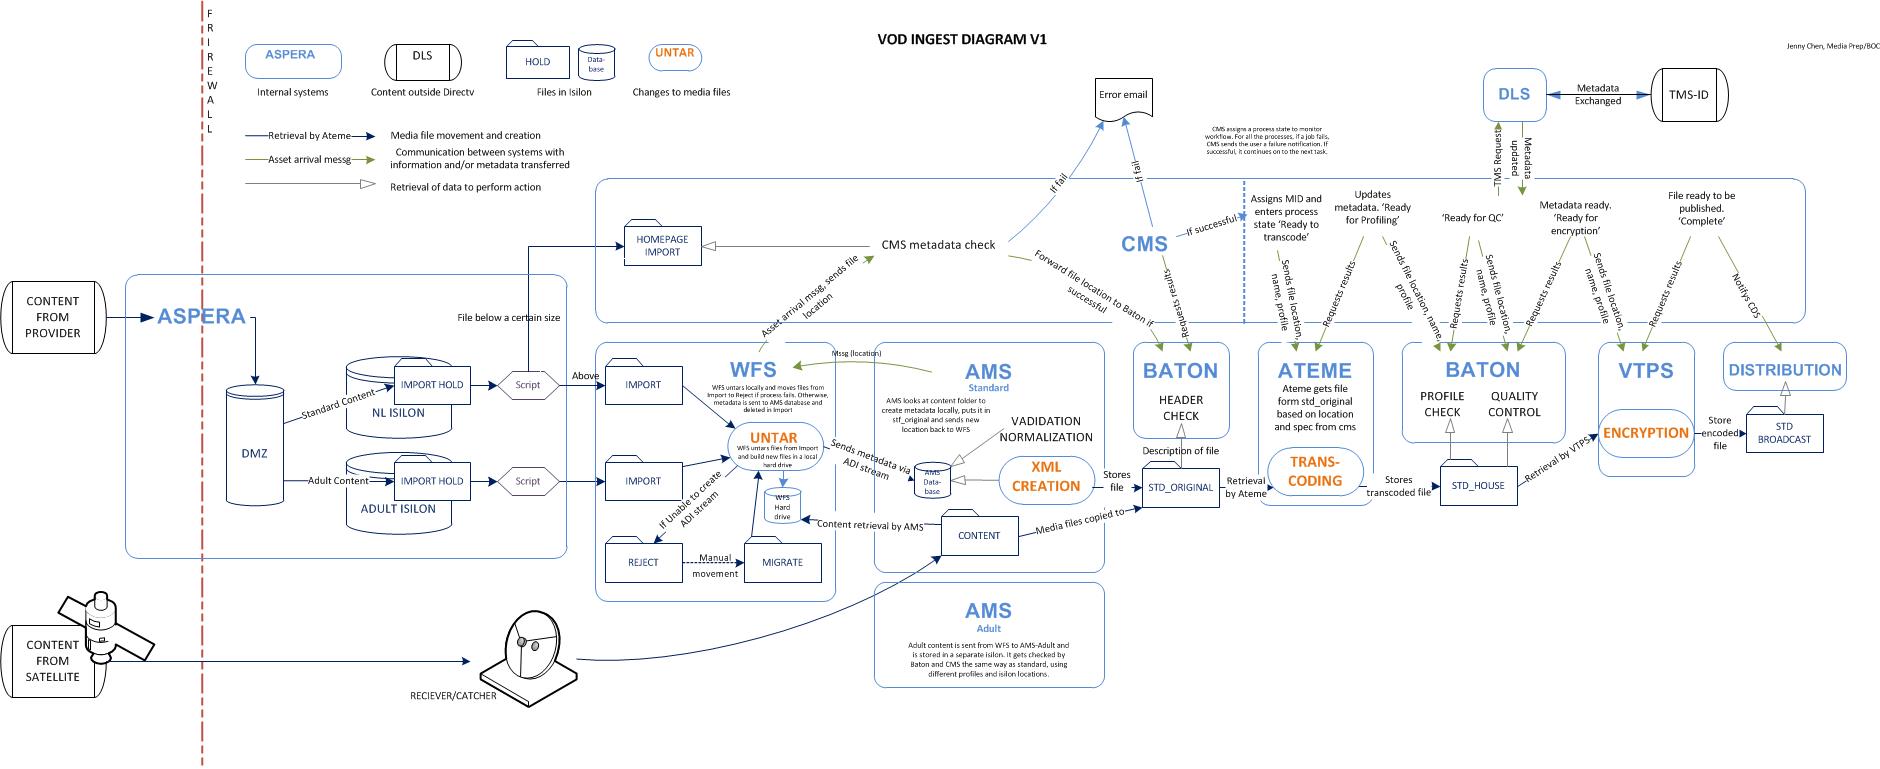 VOD INGEST DIAGRAM V1
Jenny Chen, Media Prep/BOC
F
R
I
R
E
W
A
L
L
ASPERA
Internal systems
DLS
Content outside Directv
HOLD
Data-
base
Files in Isilon
UNTAR
Changes to media files
Retrieval by Ateme
Media file movement and creation
Asset arrival messg
Communication between systems with
information and/or metadata transferred
Retrieval of data to perform action
Error email
CMS assigns a process state to monitor
workflow. For all the processes, if a job fails,
CMS sends the user a failure notification. If
successful, it continues on to the next task.
DLS
Metadata
Exchanged
TMS-ID
TMS Requests
Metadata
updated
If fail
If fail
HOMEPAGE
IMPORT
CMS metadata check
CMS
If successful
Assigns MID and
enters process
state ‘Ready to
transcode’
Updates
metadata. ‘Ready
for Profiling’
‘Ready for QC’
Metadata ready.
‘Ready for
encryption’
File ready to be
published.
‘Complete’
Asset arrival mssg, sends file
location
Forward file location to Baton if
successful
Requests results
Sends file location,
name, profile
Requests results
Sends file location, name,
profile
Requests results
Sends file location,
name, profile
Requests results
Sends file location,
name, profile
Requests results
Notifys CDS
CONTENT
FROM
PROVIDER
ASPERA
DMZ
Standard Content
IMPORT HOLD
NL ISILON
Script
File below a certain size
Above
Adult Content
IMPORT HOLD
ADULT ISILON
Script
IMPORT
IMPORT
WFS
WFS untars locally and moves files from
Import to Reject if process fails. Otherwise,
metadata is sent to AMS database and
deleted in Import
UNTAR
WFS untars files from Import
and build new files in a local
hard drive
WFS
Hard
drive
If Unable to create
ADI stream
REJECT
Manual
movement
MIGRATE
Mssg (location)
Sends metadata via
ADI stream
Content retrieval by AMS
AMS
Standard
AMS looks at content folder to
create metadata locally, puts it in
stf_original and sends new
location back to WFS
VADIDATION
NORMALIZATION
AMS
Data-
base
XML
CREATION
Stores
file
CONTENT
Media files copied to
AMS
Adult
Adult content is sent from WFS to AMS-Adult and
is stored in a separate isilon. It gets checked by
Baton and CMS the same way as standard, using
different profiles and isilon locations.
BATON
HEADER
CHECK
Description of file
STD_ORIGINAL
Retrieval
by Ateme
ATEME
Ateme gets file
form std_original
based on location
and spec from cms
TRANS-
CODING
Stores
transcoded file
BATON
PROFILE
CHECK
QUALITY
CONTROL
STD_HOUSE
Retrieval by VTPS
VTPS
ENCRYPTION
Store
encoded
file
DISTRIBUTION
STD
BROADCAST
CONTENT
FROM
SATELLITE
RECIEVER/CATCHER